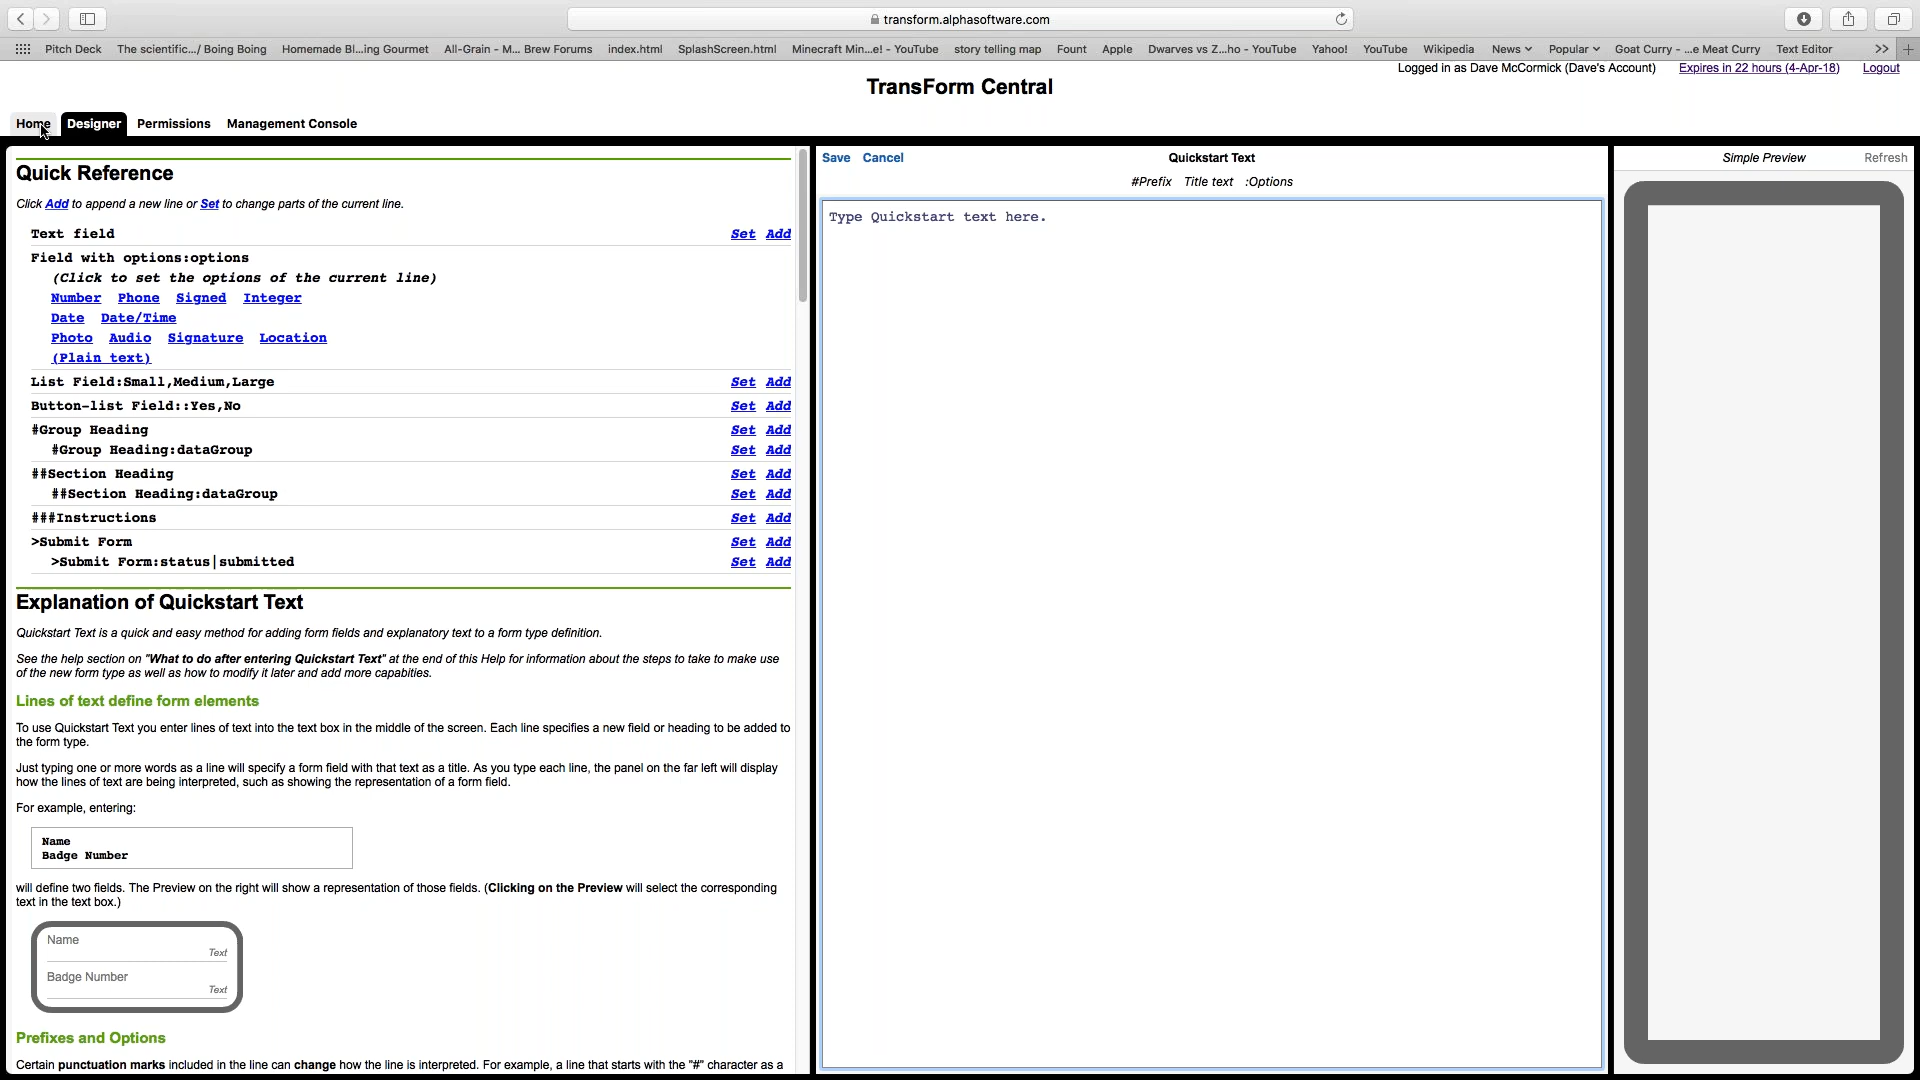 transform.alphasoftware.com
Pitch Deck The scientific.../ Boing Boing Homemade Bl...ing Gourmet All-Grain - M... Brew Forums index.html SplashScreen.html Minecraft Min...e! - YouTube story telling map Fount Apple Dwarves vs Z...ho - YouTube Yahoo! YouTube Wikipedia News Popular Goat Curry - ...e Meat Curry Text Editor
Logged in as Dave McCormick (Dave's Account) Expires in 22 hours (4-Apr-18) Logout
TransForm Central
Home Designer Permissions Management Console
Quick Reference
Click Add to append a new line or Set to change parts of the current line.
Text field Set Add
Field with options:options
(Click to set the options of the current line)
Number Phone Signed Integer
Date Date/Time
Photo Audio Signature Location
(Plain text)
List Field:Small,Medium,Large Set Add
Button-list Field::Yes,No Set Add
#Group Heading Set Add
#Group Heading:dataGroup Set Add
##Section Heading Set Add
##Section Heading:dataGroup Set Add
###Instructions Set Add
>Submit Form Set Add
>Submit Form:status|submitted Set Add
Explanation of Quickstart Text
Quickstart Text is a quick and easy method for adding form fields and explanatory text to a form type definition.
See the help section on "What to do after entering Quickstart Text" at the end of this Help for information about the steps to take to make use
of the new form type as well as how to modify it later and add more capabities.
Lines of text define form elements
To use Quickstart Text you enter lines of text into the text box in the middle of the screen. Each line specifies a new field or heading to be added to
the form type.
Just typing one or more words as a line will specify a form field with that text as a title. As you type each line, the panel on the far left will display
how the lines of text are being interpreted, such as showing the representation of a form field.
For example, entering:
Name
Badge Number
will define two fields. The Preview on the right will show a representation of those fields. (Clicking on the Preview will select the corresponding
text in the text box.)
Name
Text
Badge Number
Text
Prefixes and Options
Certain punctuation marks included in the line can change how the line is interpreted. For example, a line that starts with the "#" character as a
Save Cancel Quickstart Text
#Prefix Title text :Options
Type Quickstart text here.
Simple Preview Refresh